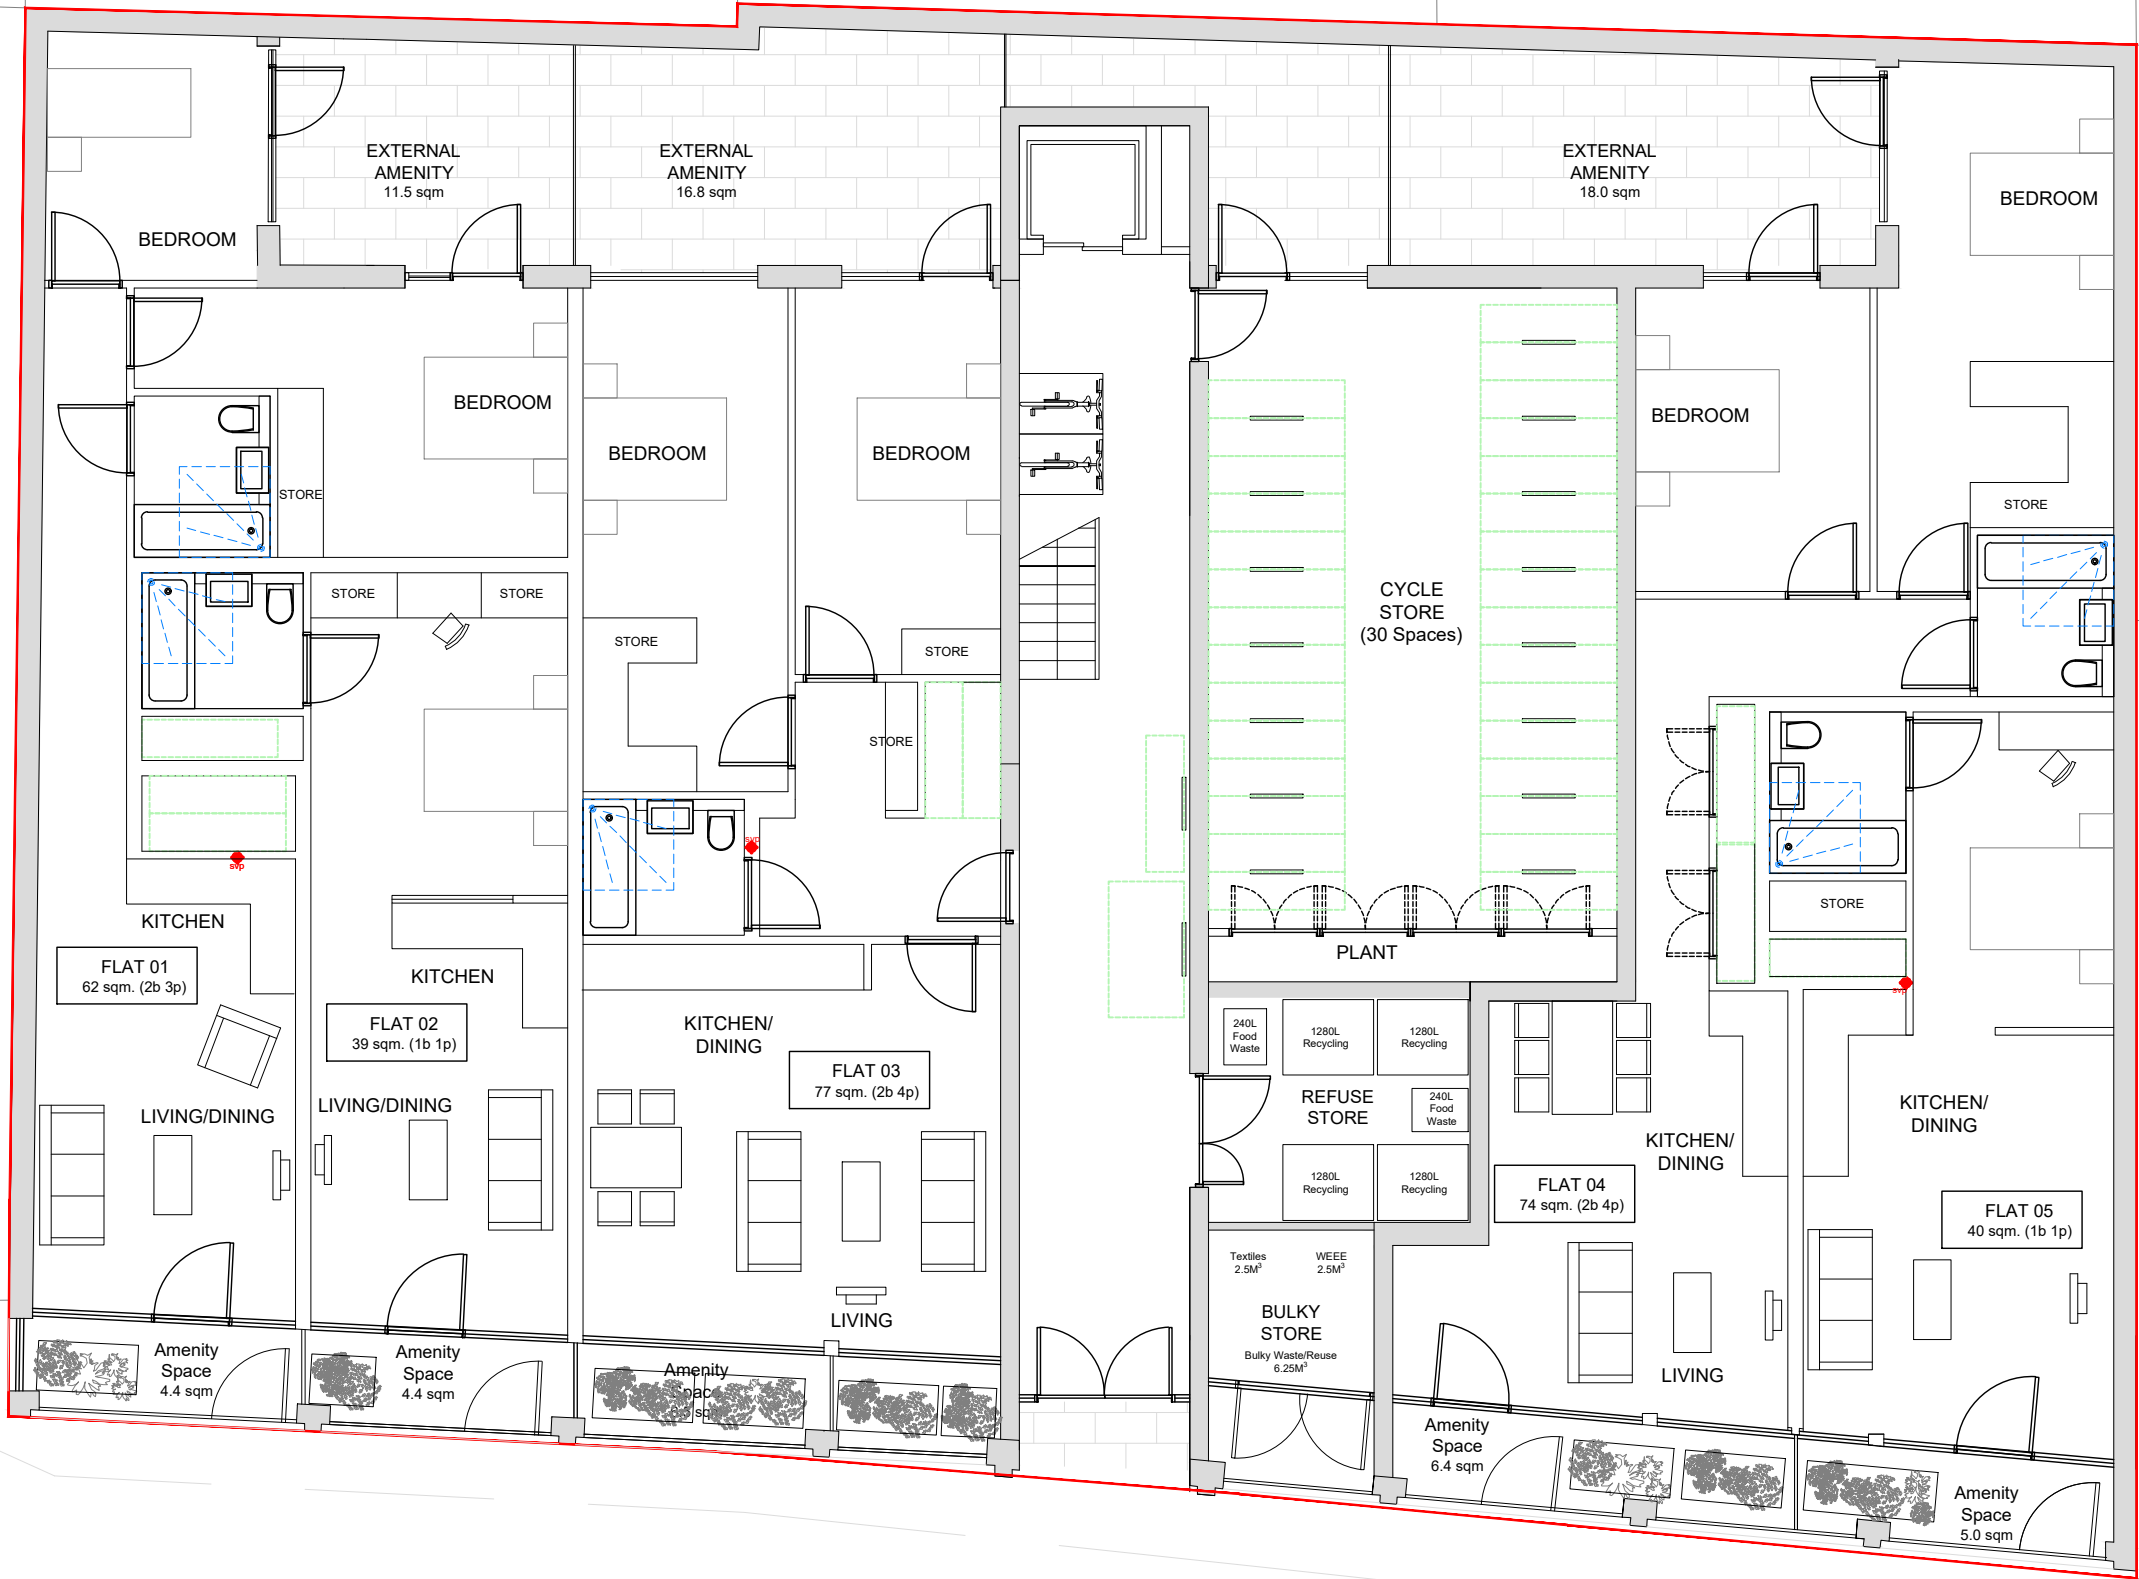 EXTERNAL
AMENITY
11.5 sqm
EXTERNAL
AMENITY
16.8 sqm
EXTERNAL
AMENITY
18.0 sqm
BEDROOM
BEDROOM
BEDROOM
BEDROOM
BEDROOM
BEDROOM
STORE
STORE
STORE
STORE
STORE
STORE
STORE
STORE
CYCLE
STORE
(30 Spaces)
svp
svp
svp
KITCHEN
FLAT 01
62 sqm. (2b 3p)
LIVING/DINING
KITCHEN
FLAT 02
39 sqm. (1b 1p)
LIVING/DINING
KITCHEN/
DINING
FLAT 03
77 sqm. (2b 4p)
LIVING
PLANT
240L
Food
Waste
1280L
Recycling
1280L
Recycling
REFUSE
STORE
240L
Food
Waste
1280L
Recycling
1280L
Recycling
Textiles
2.5M³
WEEE
2.5M³
BULKY
STORE
Bulky Waste/Reuse
6.25M³
KITCHEN/
DINING
FLAT 04
74 sqm. (2b 4p)
LIVING
KITCHEN/
DINING
FLAT 05
40 sqm. (1b 1p)
Amenity
Space
4.4 sqm
Amenity
Space
4.4 sqm
Amenity
Space
Amenity
Space
6.4 sqm
Amenity
Space
5.0 sqm